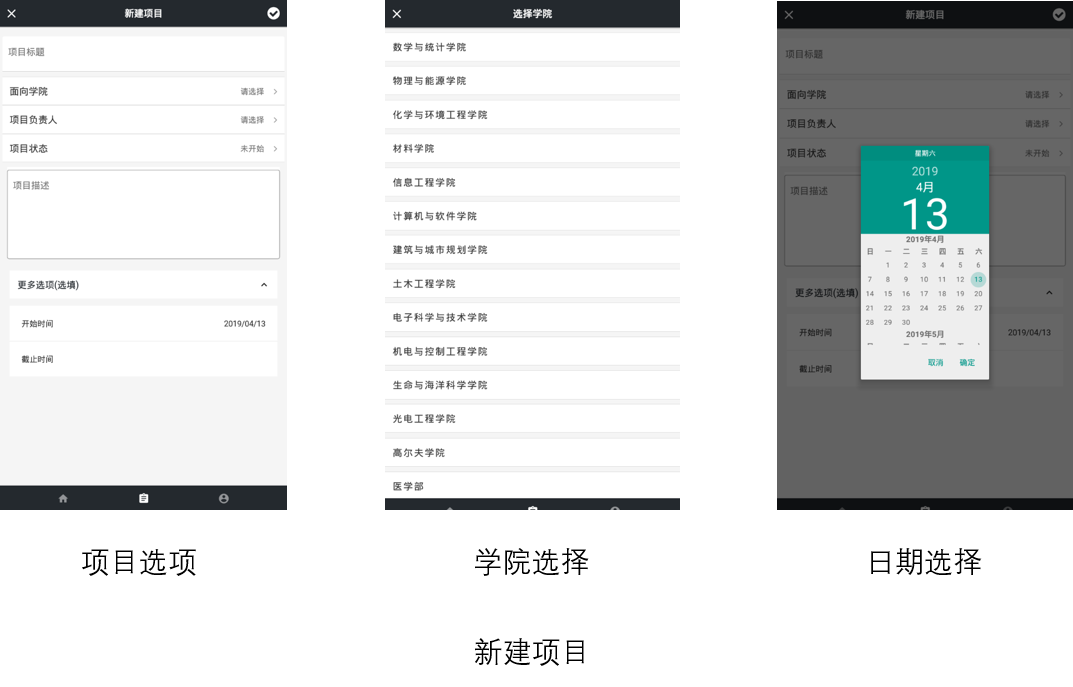 新建项目
项目标题
面向学院 请选择
项目负责人 请选择
项目状态 未开始
项目描述
更多选项(选填)
开始时间 2019/04/13
截止时间
选择学院
数学与统计学院
物理与能源学院
化学与环境工程学院
材料学院
信息工程学院
计算机与软件学院
建筑与城市规划学院
土木工程学院
电子科学与技术学院
机电与控制工程学院
生命与海洋科学学院
光电工程学院
高尔夫学院
医学部
新建项目
项目标题
面向学院 请选择
项目负责人 请选择
项目状态 未开始
项目描述
更多选项(选填)
开始时间 2019/04/13
截止时间
星期六
2019
4月
13
2019年4月
日 一 二 三 四 五 六
1 2 3 4 5 6
7 8 9 10 11 12 13
14 15 16 17 18 19 20
21 22 23 24 25 26 27
28 29 30
2019年5月
取消 确定
项目选项
学院选择
日期选择
新建项目